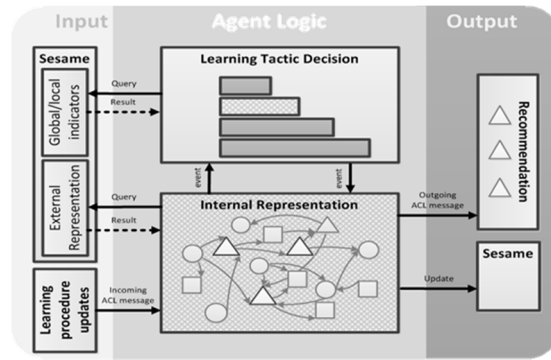 Input
Agent Logic
Output
Sesame
Global/local
indicators
External
Representation
Learning
procedure
updates
Query
Result
Query
Result
Incoming
ACL message
Learning Tactic Decision
event
event
Internal Representation
Outgoing
ACL message
Update
Recommendation
Sesame